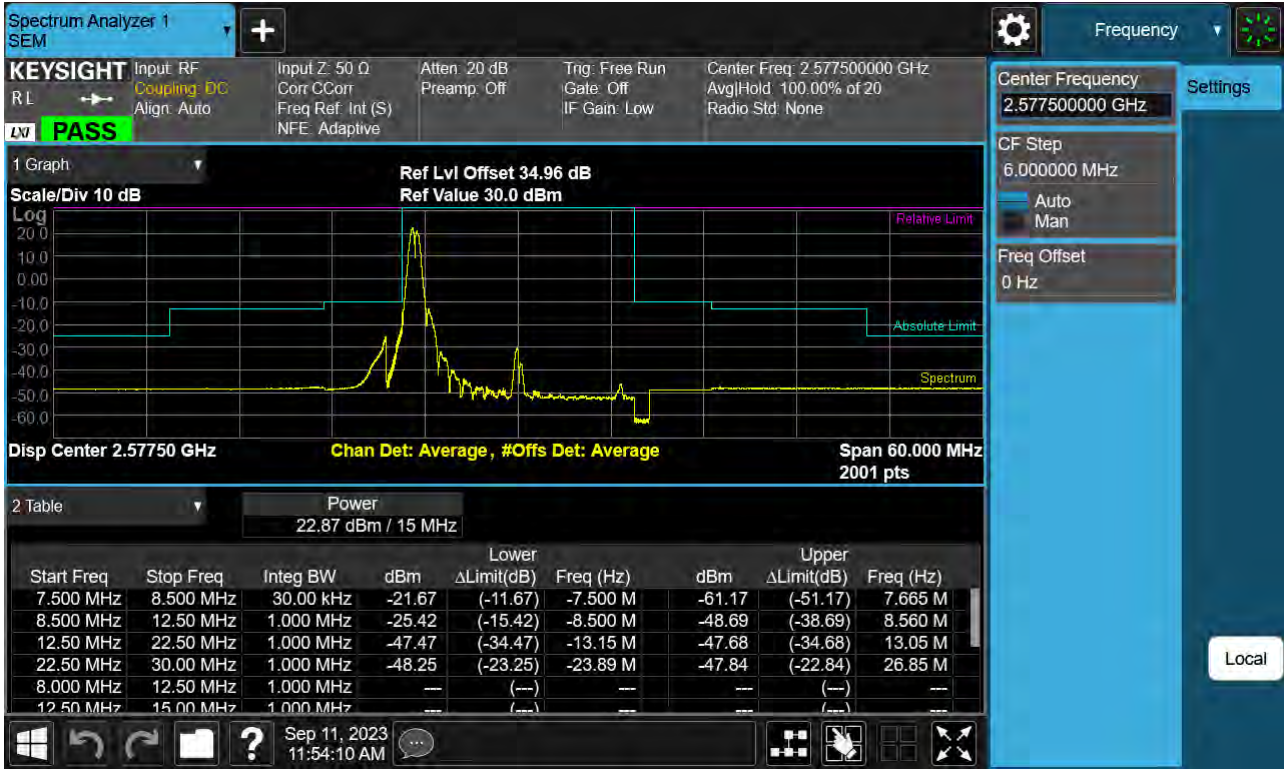 Spectrum Analyzer 1
SEM
Frequency
KEYSIGHT
R L
LXI
PASS
Input: RF
Coupling: DC
Align: Auto
Input Z: 50 Ω
Corr CCorr
Freq Ref: Int (S)
NFE: Adaptive
Atten: 20 dB
Preamp: Off
Trig: Free Run
Gate: Off
IF Gain: Low
Center Freq: 2.577500000 GHz
Avg|Hold: 100.00% of 20
Radio Std: None
Center Frequency
2.577500000 GHz
Settings
CF Step
6.000000 MHz
Auto
Man
Freq Offset
0 Hz
1 Graph
Ref Lvl Offset 34.96 dB
Scale/Div 10 dB
Ref Value 30.0 dBm
Log
20.0
10.0
0.00
-10.0
-20.0
-30.0
-40.0
-50.0
-60.0
Relative Limit
Absolute Limit
Spectrum
Disp Center 2.57750 GHz
Chan Det: Average, #Offs Det: Average
Span 60.000 MHz
2001 pts
2 Table
Power
22.87 dBm / 15 MHz
Lower Upper
Start Freq Stop Freq Integ BW dBm ΔLimit(dB) Freq (Hz) dBm ΔLimit(dB) Freq (Hz)
7.500 MHz 8.500 MHz 30.00 kHz -21.67 (-11.67) -7.500 M -61.17 (-51.17) 7.665 M
8.500 MHz 12.50 MHz 1.000 MHz -25.42 (-15.42) -8.500 M -48.69 (-38.69) 8.560 M
12.50 MHz 22.50 MHz 1.000 MHz -47.47 (-34.47) -13.15 M -47.68 (-34.68) 13.05 M
22.50 MHz 30.00 MHz 1.000 MHz -48.25 (-23.25) -23.89 M -47.84 (-22.84) 26.85 M
8.000 MHz 12.50 MHz 1.000 MHz --- (---) --- --- (---) ---
12.50 MHz 15.00 MHz 1.000 MHz --- (---) --- --- (---) ---
Local
?
Sep 11, 2023
11:54:10 AM